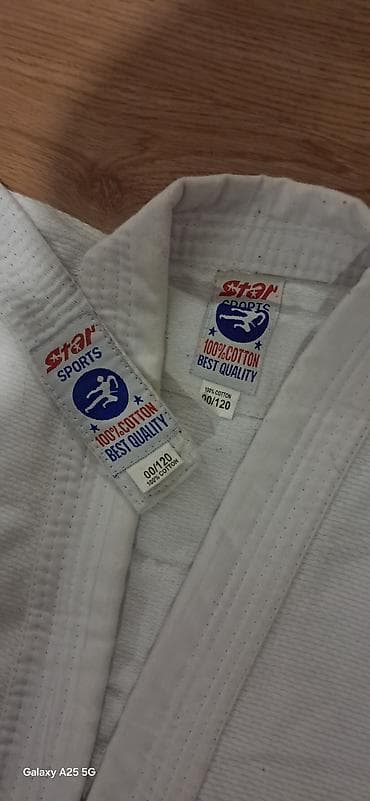 Star
SPORTS
100% COTTON
BEST QUALITY
00/120
100% COTTON
Star
SPORTS
100% COTTON
BEST QUALITY
100% COTTON
00/120
Galaxy A25 5G